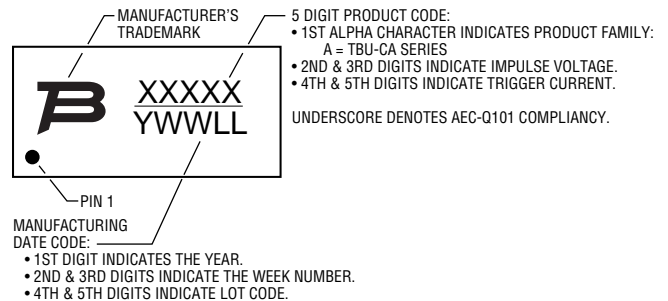 MANUFACTURER'S
TRADEMARK
5 DIGIT PRODUCT CODE:
• 1ST ALPHA CHARACTER INDICATES PRODUCT FAMILY:
A = TBU-CA SERIES
• 2ND & 3RD DIGITS INDICATE IMPULSE VOLTAGE.
• 4TH & 5TH DIGITS INDICATE TRIGGER CURRENT.
UNDERSCORE DENOTES AEC-Q101 COMPLIANCY.
XXXXX
YWWLL
PIN 1
MANUFACTURING
DATE CODE:
• 1ST DIGIT INDICATES THE YEAR.
• 2ND & 3RD DIGITS INDICATE THE WEEK NUMBER.
• 4TH & 5TH DIGITS INDICATE LOT CODE.